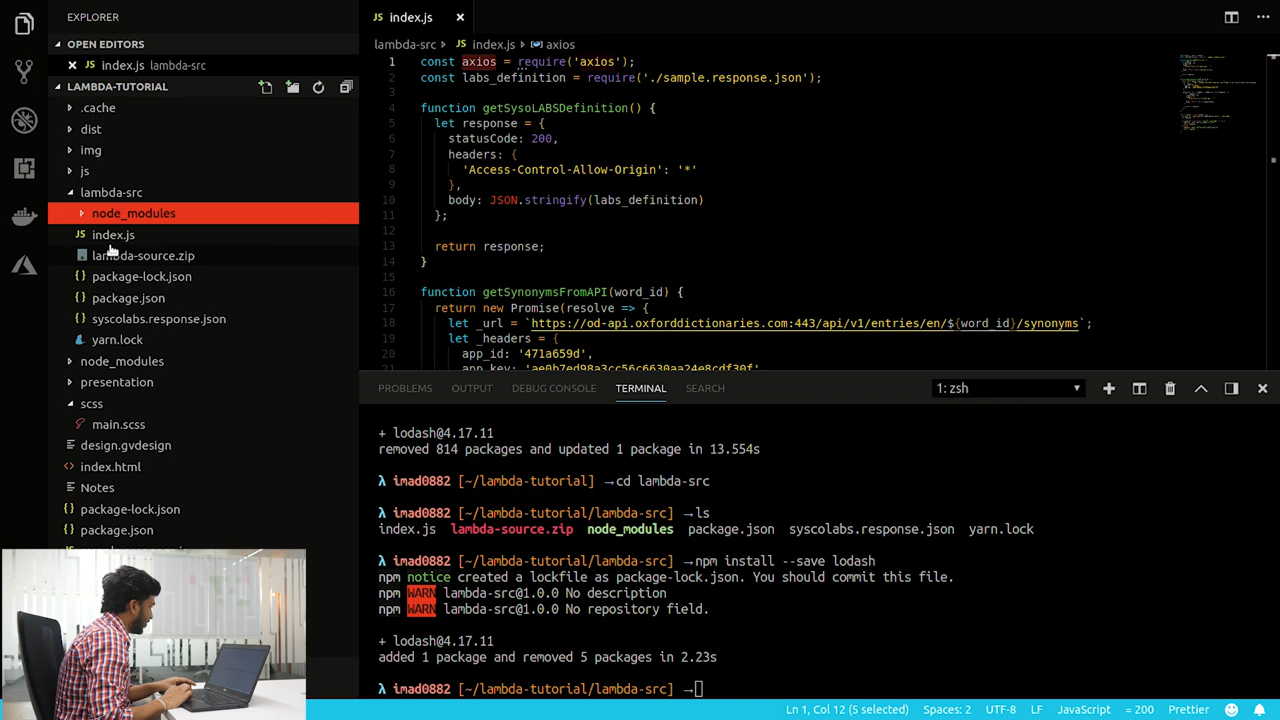 EXPLORER
OPEN EDITORS
index.js lambda-src
LAMBDA-TUTORIAL
.cache
dist
img
js
lambda-src
node_modules
index.js
lambda-source.zip
package-lock.json
package.json
syscolabs.response.json
yarn.lock
node_modules
presentation
scss
main.scss
design.gvdesign
index.html
Notes
package-lock.json
package.json
JS index.js
lambda-src JS index.js axios
1 const axios = require('axios');
2 const labs_definition = require('./sample.response.json');
3
4 function getSysoLABSDefinition() {
5 let response = {
6 statusCode: 200,
7 headers: {
8 'Access-Control-Allow-Origin': '*'
9 },
10 body: JSON.stringify(labs_definition)
11 };
12
13 return response;
14 }
15
16 function getSynonymsFromAPI(word_id) {
17 return new Promise(resolve => {
18 let _url = `https://od-api.oxforddictionaries.com:443/api/v1/entries/en/${word_id}/synonyms`;
19 let _headers = {
20 app_id: '471a659d',
PROBLEMS OUTPUT DEBUG CONSOLE TERMINAL SEARCH 1: zsh
+ lodash@4.17.11
removed 814 packages and updated 1 package in 13.554s
λ imad0882 [~/lambda-tutorial] →cd lambda-src
λ imad0882 [~/lambda-tutorial/lambda-src] →ls
index.js lambda-source.zip node_modules package.json syscolabs.response.json yarn.lock
λ imad0882 [~/lambda-tutorial/lambda-src] →npm install --save lodash
npm notice created a lockfile as package-lock.json. You should commit this file.
npm WARN lambda-src@1.0.0 No description
npm WARN lambda-src@1.0.0 No repository field.
+ lodash@4.17.11
added 1 package and removed 5 packages in 2.23s
λ imad0882 [~/lambda-tutorial/lambda-src] →
Ln 1, Col 12 (5 selected) Spaces: 2 UTF-8 LF JavaScript = 200 Prettier